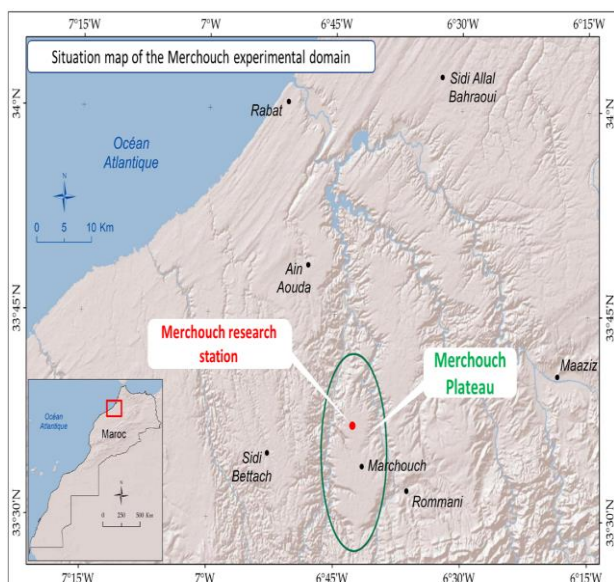 7°15'W
7°W
6°45'W
6°30'W
6°15'W
Situation map of the Merchouch experimental domain
Sidi Allal
Bahraoui
Rabat
34°N
34°N
Océan
Atlantique
0 5 10 Km
Ain
Aouda
33°45'N
33°45'N
Merchouch research
station
Merchouch
Plateau
Maaziz
Océan
Atlantique
Maroc
0 250 500 Km
Sidi
Bettach
Marchouch
Rommani
33°30'N
33°30'N
7°15'W
7°W
6°45'W
6°30'W
6°15'W